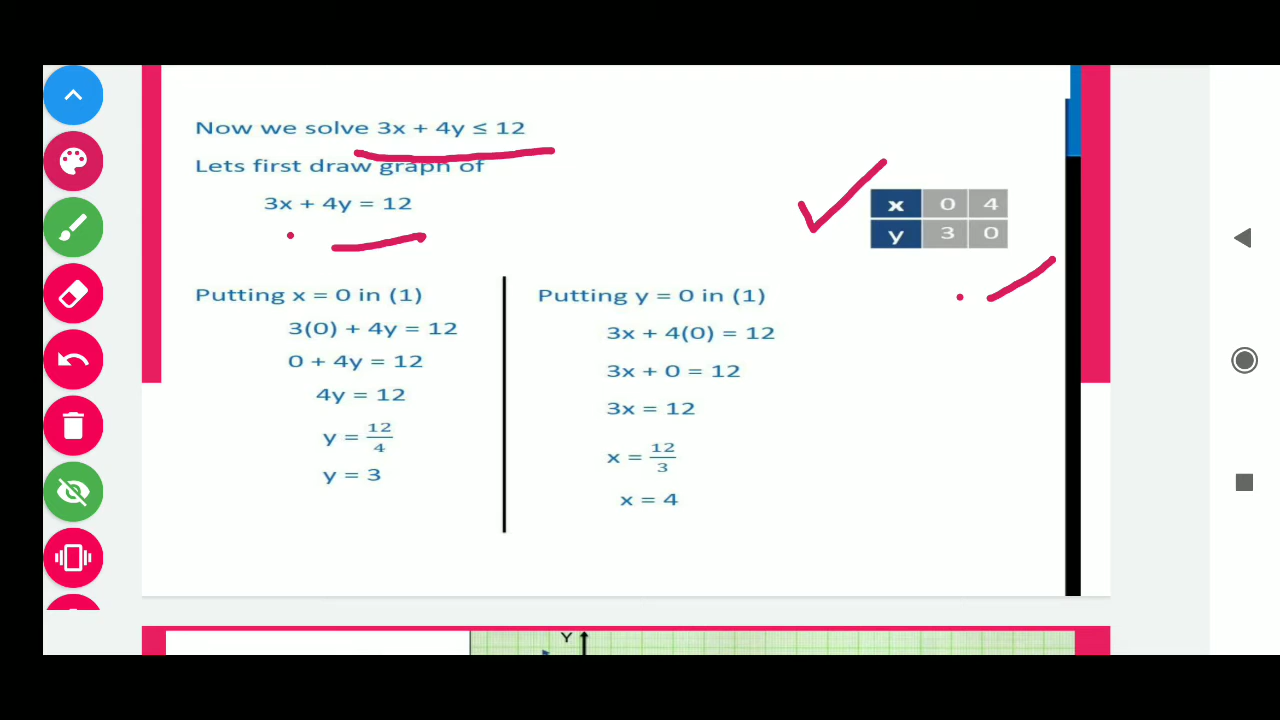 Now we solve 3x + 4y ≤ 12
Lets first draw graph of
3x + 4y = 12
x 0 4
y 3 0
Putting x = 0 in (1)
3(0) + 4y = 12
0 + 4y = 12
4y = 12
y = 12/4
y = 3
Putting y = 0 in (1)
3x + 4(0) = 12
3x + 0 = 12
3x = 12
x = 12/3
x = 4
Y